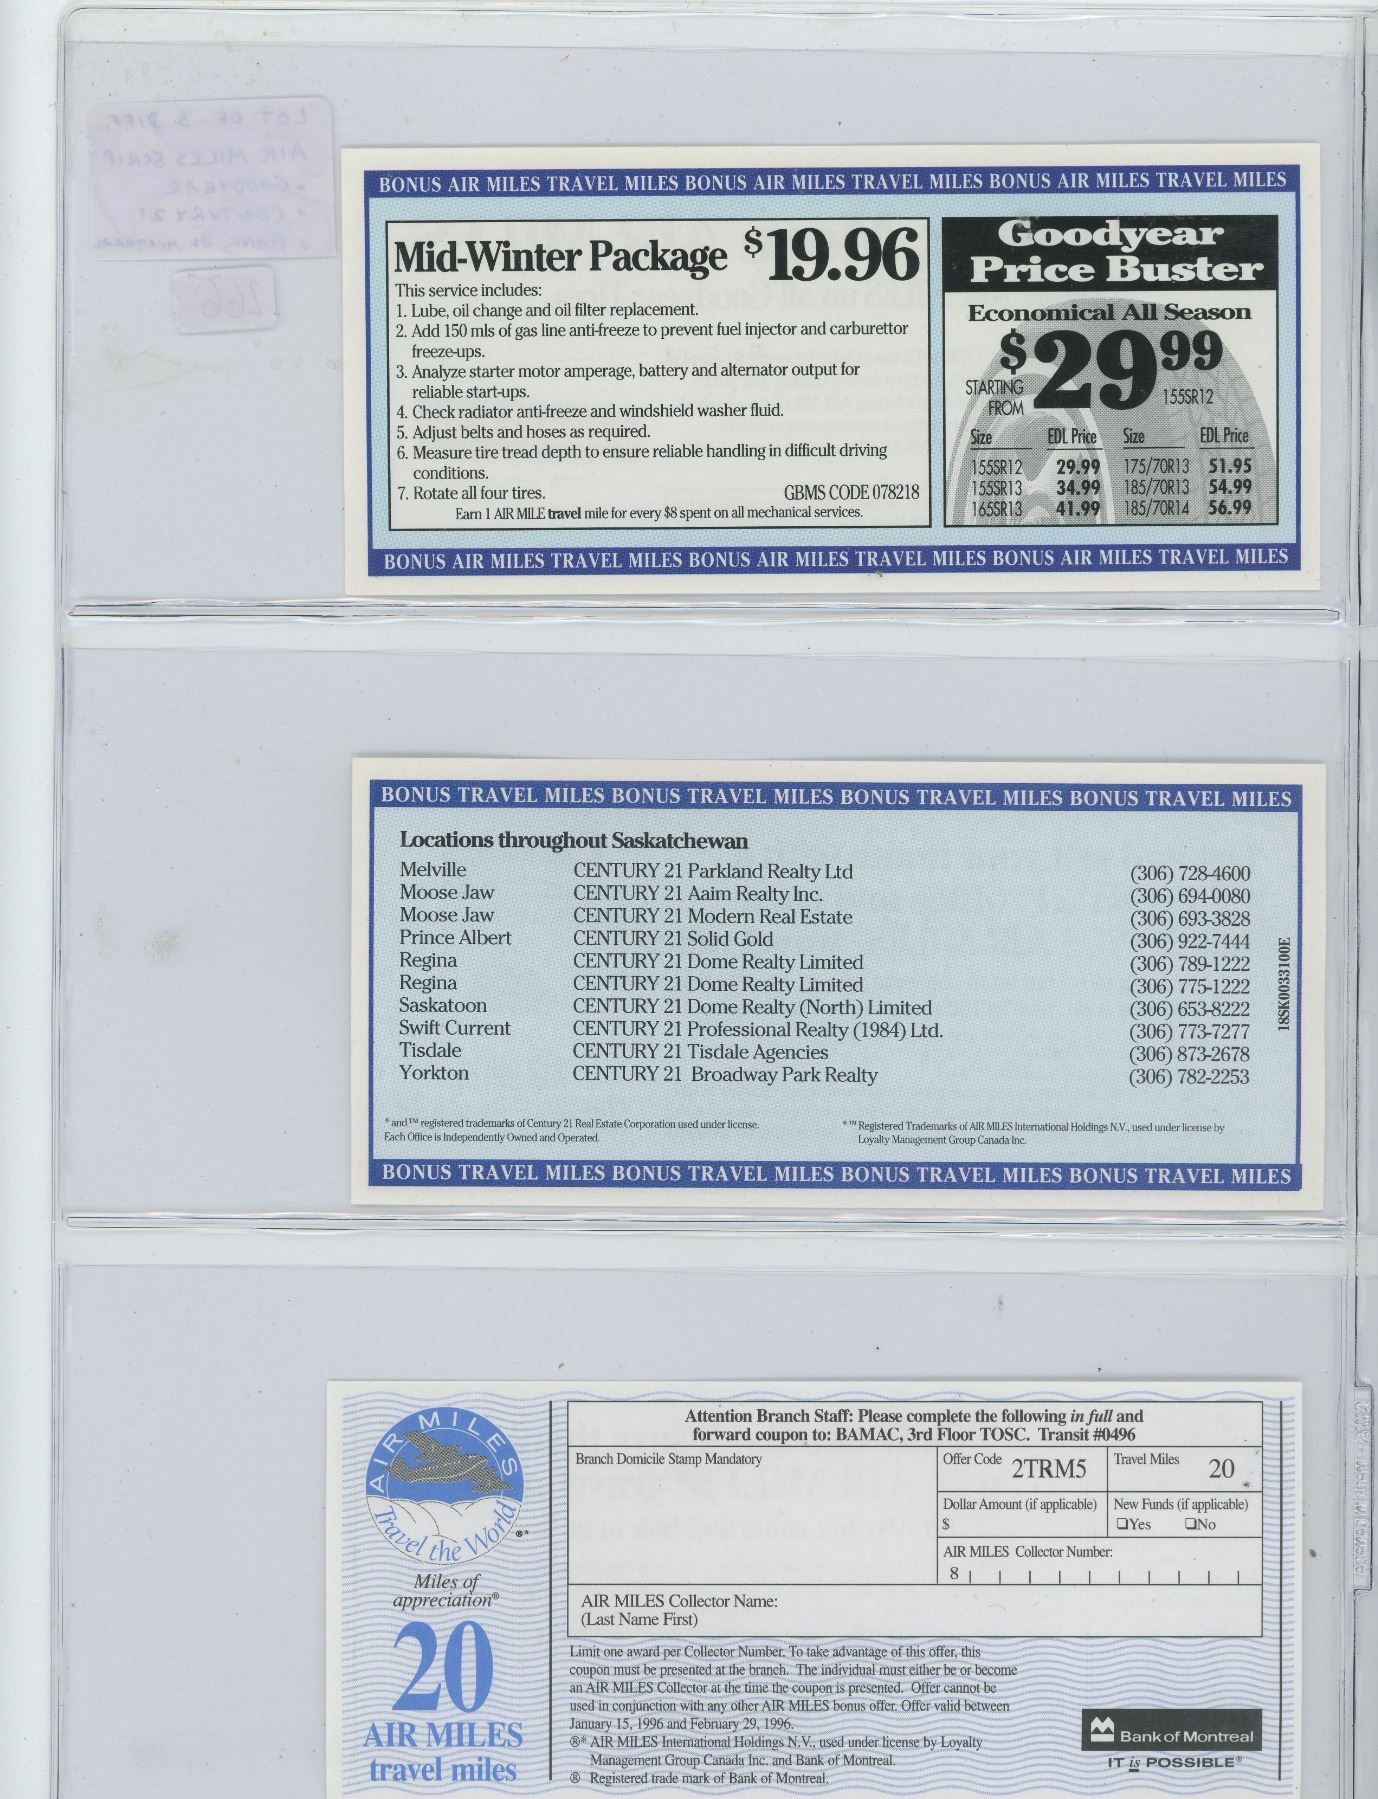 LOT OF 3 DIFF.
AIR MILES SCRIP
• GOODYEAR
• CENTURY 21
• BANK OF MONTREAL
266
BONUS AIR MILES TRAVEL MILES BONUS AIR MILES TRAVEL MILES BONUS AIR MILES TRAVEL MILES
Mid-Winter Package $19.96
This service includes:
1. Lube, oil change and oil filter replacement.
2. Add 150 mls of gas line anti-freeze to prevent fuel injector and carburettor
freeze-ups.
3. Analyze starter motor amperage, battery and alternator output for
reliable start-ups.
4. Check radiator anti-freeze and windshield washer fluid.
5. Adjust belts and hoses as required.
6. Measure tire tread depth to ensure reliable handling in difficult driving
conditions.
7. Rotate all four tires. GBMS CODE 078218
Earn 1 AIR MILE travel mile for every $8 spent on all mechanical services.
Goodyear
Price Buster
Economical All Season
STARTING
FROM
$29.99
155SR12
Size EDL Price Size EDL Price
155SR12 29.99 175/70R13 51.95
155SR13 34.99 185/70R13 54.99
165SR13 41.99 185/70R14 56.99
BONUS AIR MILES TRAVEL MILES BONUS AIR MILES TRAVEL MILES BONUS AIR MILES TRAVEL MILES
BONUS TRAVEL MILES BONUS TRAVEL MILES BONUS TRAVEL MILES BONUS TRAVEL MILES
Locations throughout Saskatchewan
Melville CENTURY 21 Parkland Realty Ltd (306) 728-4600
Moose Jaw CENTURY 21 Aaim Realty Inc. (306) 694-0080
Moose Jaw CENTURY 21 Modern Real Estate (306) 693-3828
Prince Albert CENTURY 21 Solid Gold (306) 922-7444
Regina CENTURY 21 Dome Realty Limited (306) 789-1222
Regina CENTURY 21 Dome Realty Limited (306) 775-1222
Saskatoon CENTURY 21 Dome Realty (North) Limited (306) 653-8222
Swift Current CENTURY 21 Professional Realty (1984) Ltd. (306) 773-7277
Tisdale CENTURY 21 Tisdale Agencies (306) 873-2678
Yorkton CENTURY 21 Broadway Park Realty (306) 782-2253
18SK0033100E
® and ™ registered trademarks of Century 21 Real Estate Corporation used under license.
Each Office is Independently Owned and Operated.
® ™ Registered Trademarks of AIR MILES International Holdings N.V., used under license by
Loyalty Management Group Canada Inc.
BONUS TRAVEL MILES BONUS TRAVEL MILES BONUS TRAVEL MILES BONUS TRAVEL MILES
AIR MILES
Travel the World ®*
Miles of
appreciation®
20
AIR MILES
travel miles
Attention Branch Staff: Please complete the following in full and
forward coupon to: BAMAC, 3rd Floor TOSC. Transit #0496
Branch Domicile Stamp Mandatory
Offer Code 2TRM5
Travel Miles 20
Dollar Amount (if applicable)
$
New Funds (if applicable)
❑Yes ❑No
AIR MILES Collector Number:
8
AIR MILES Collector Name:
(Last Name First)
Limit one award per Collector Number. To take advantage of this offer, this
coupon must be presented at the branch. The individual must either be or become
an AIR MILES Collector at the time the coupon is presented. Offer cannot be
used in conjunction with any other AIR MILES bonus offer. Offer valid between
January 15, 1996 and February 29, 1996.
®* AIR MILES International Holdings N.V., used under license by Loyalty
Management Group Canada Inc. and Bank of Montreal.
® Registered trade mark of Bank of Montreal.
Bank of Montreal
IT is POSSIBLE®